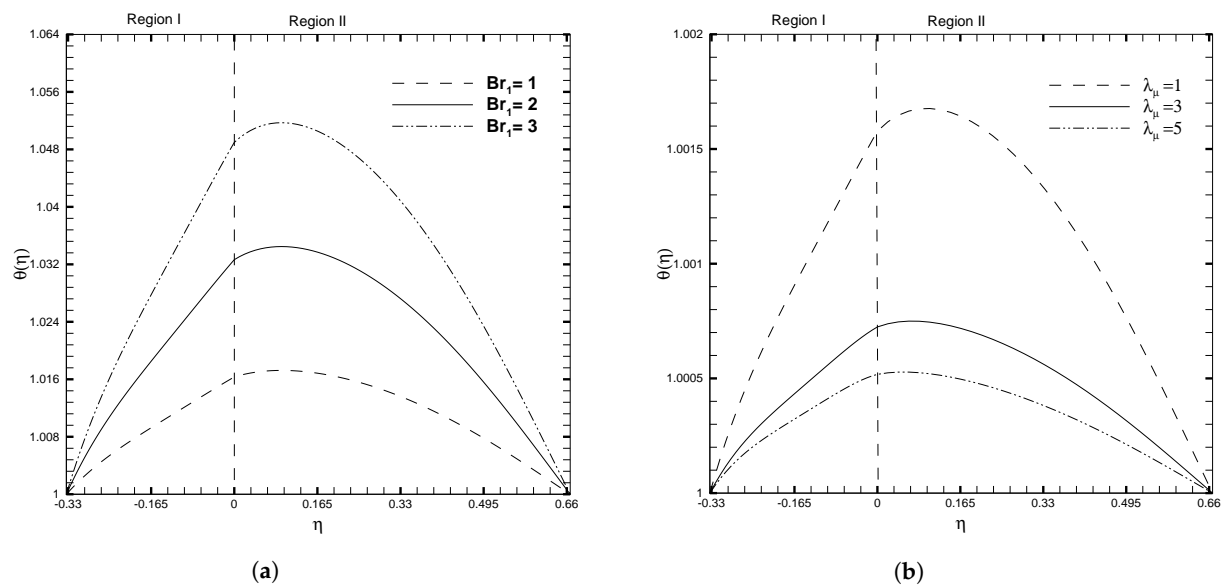 Region I Region II
1.064
1.056
1.048
1.04
1.032
1.024
1.016
1.008
1
θ(η)
Br₁= 1
Br₁= 2
Br₁= 3
-0.33 -0.165 0 0.165 0.33 0.495 0.66
η
(a)
Region I Region II
1.002
1.0015
1.001
1.0005
1
θ(η)
λμ=1
λμ=3
λμ=5
-0.33 -0.165 0 0.165 0.33 0.495 0.66
η
(b)